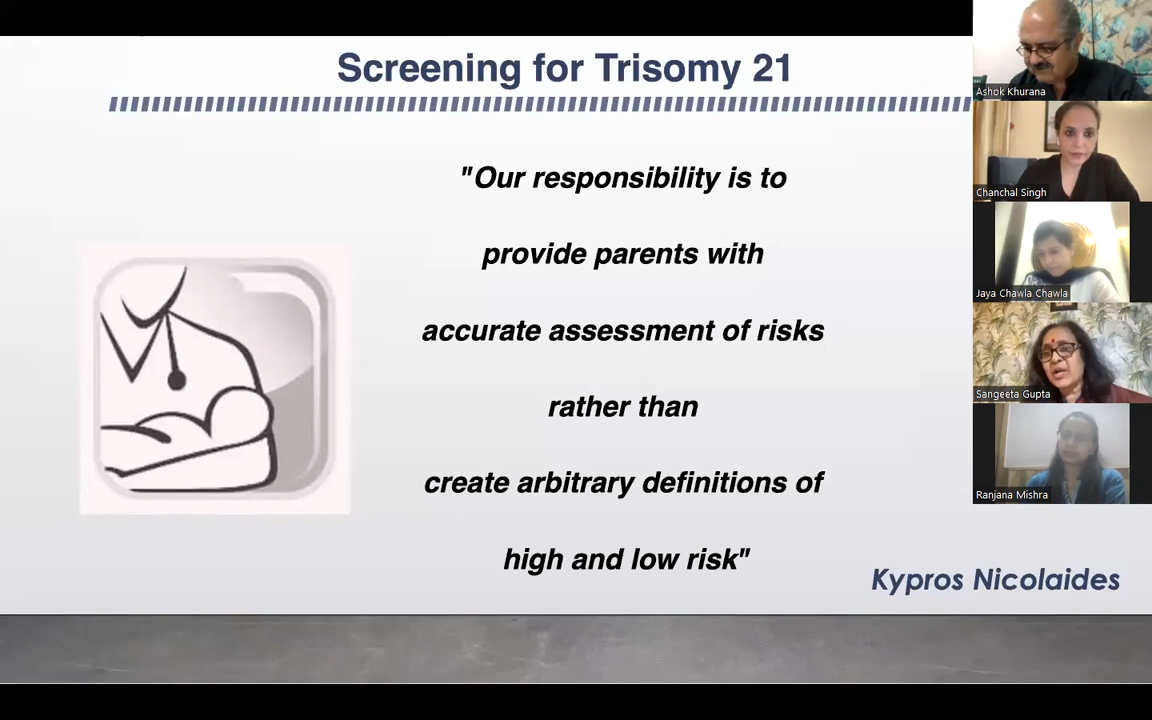 Screening for Trisomy 21
"Our responsibility is to
provide parents with
accurate assessment of risks
rather than
create arbitrary definitions of
high and low risk"
Kypros Nicolaides
Ashok Khurana
Chanchal Singh
Jaya Chawla Chawla
Sangeeta Gupta
Ranjana Mishra